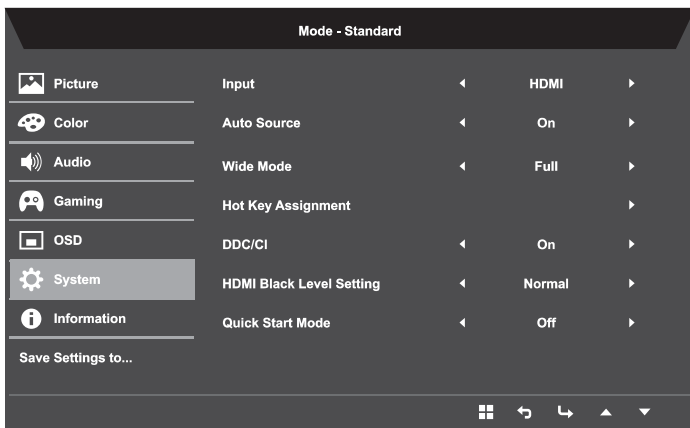 Mode - Standard
Picture
Input HDMI
Color
Auto Source On
Audio
Wide Mode Full
Gaming
Hot Key Assignment
OSD
DDC/CI On
System
HDMI Black Level Setting Normal
Information
Quick Start Mode Off
Save Settings to...